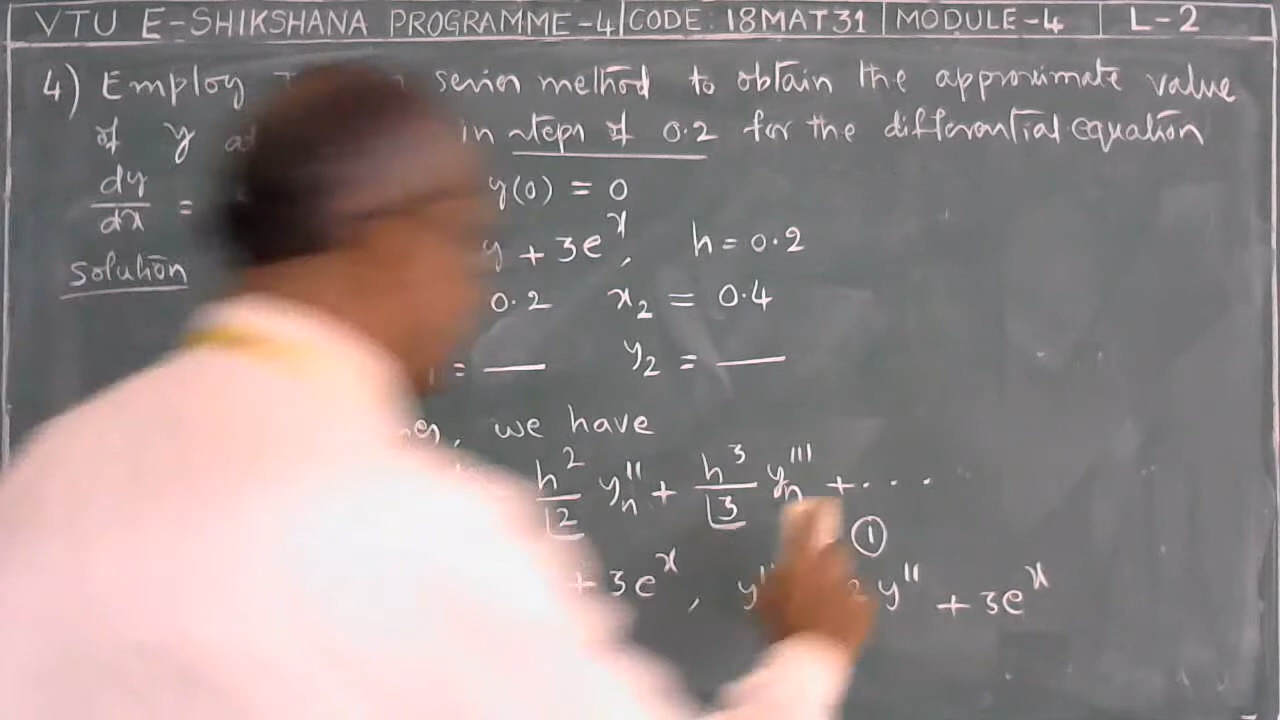 VTU E-SHIKSHANA PROGRAMME-4 CODE: 18MAT31 MODULE-4 L-2
4) Employ series method to obtain the approximate value
of y at in steps of 0.2 for the differential equation
dy/dx = y(0) = 0
Solution y + 3e^x, h = 0.2
0.2 x₂ = 0.4
= — y₂ = —
we have
h²/⌊2 yₙ'' + h³/⌊3 yₙ''' + ....
①
+ 3e^x, y'' 2y'' + 3e^x